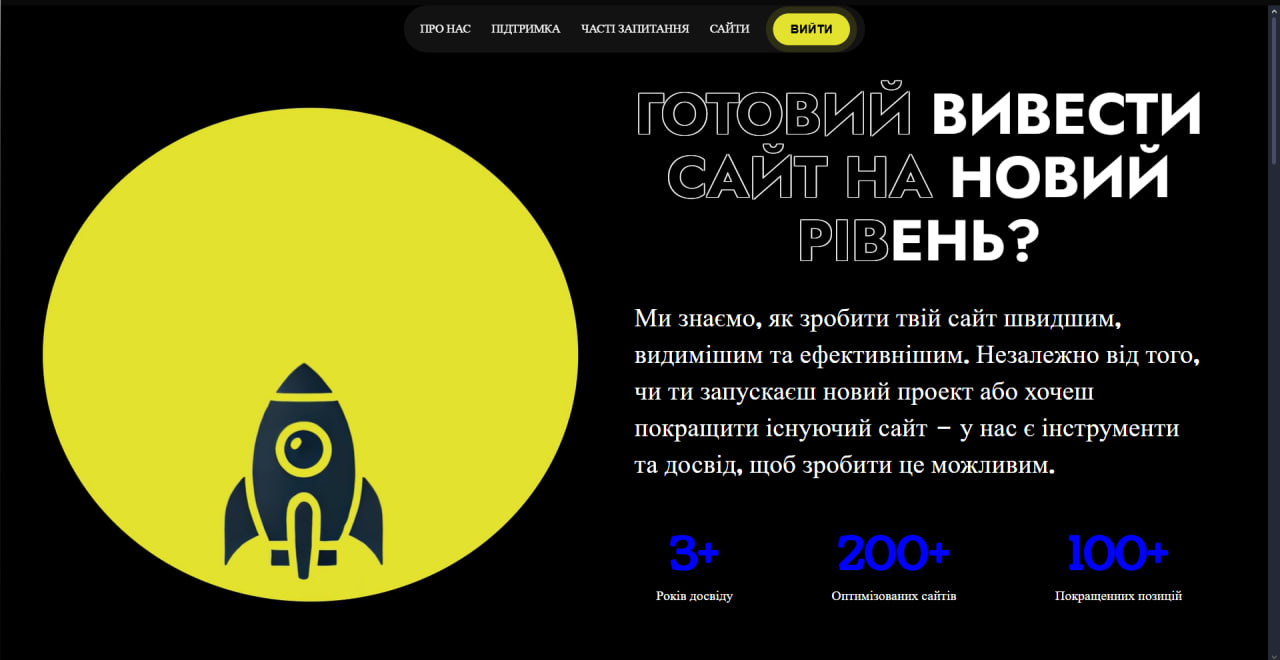 ПРО НАС ПІДТРИМКА ЧАСТІ ЗАПИТАННЯ САЙТИ ВИЙТИ
ГОТОВИЙ ВИВЕСТИ
САЙТ НА НОВИЙ
РІВЕНЬ?
Ми знаємо, як зробити твій сайт швидшим,
видимішим та ефективнішим. Незалежно від того,
чи ти запускаєш новий проект або хочеш
покращити існуючий сайт – у нас є інструменти
та досвід, щоб зробити це можливим.
3+ 200+ 100+
Років досвіду Оптимізованих сайтів Покращенних позицій